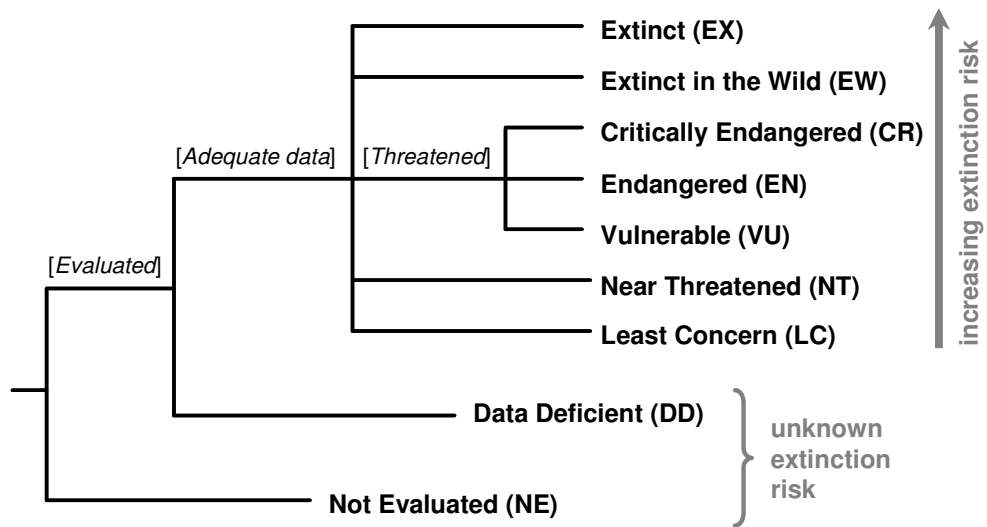 Extinct (EX)
Extinct in the Wild (EW)
Critically Endangered (CR)
[Adequate data]
[Threatened]
Endangered (EN)
Vulnerable (VU)
[Evaluated]
Near Threatened (NT)
Least Concern (LC)
increasing extinction risk
Data Deficient (DD)
unknown
extinction
risk
Not Evaluated (NE)